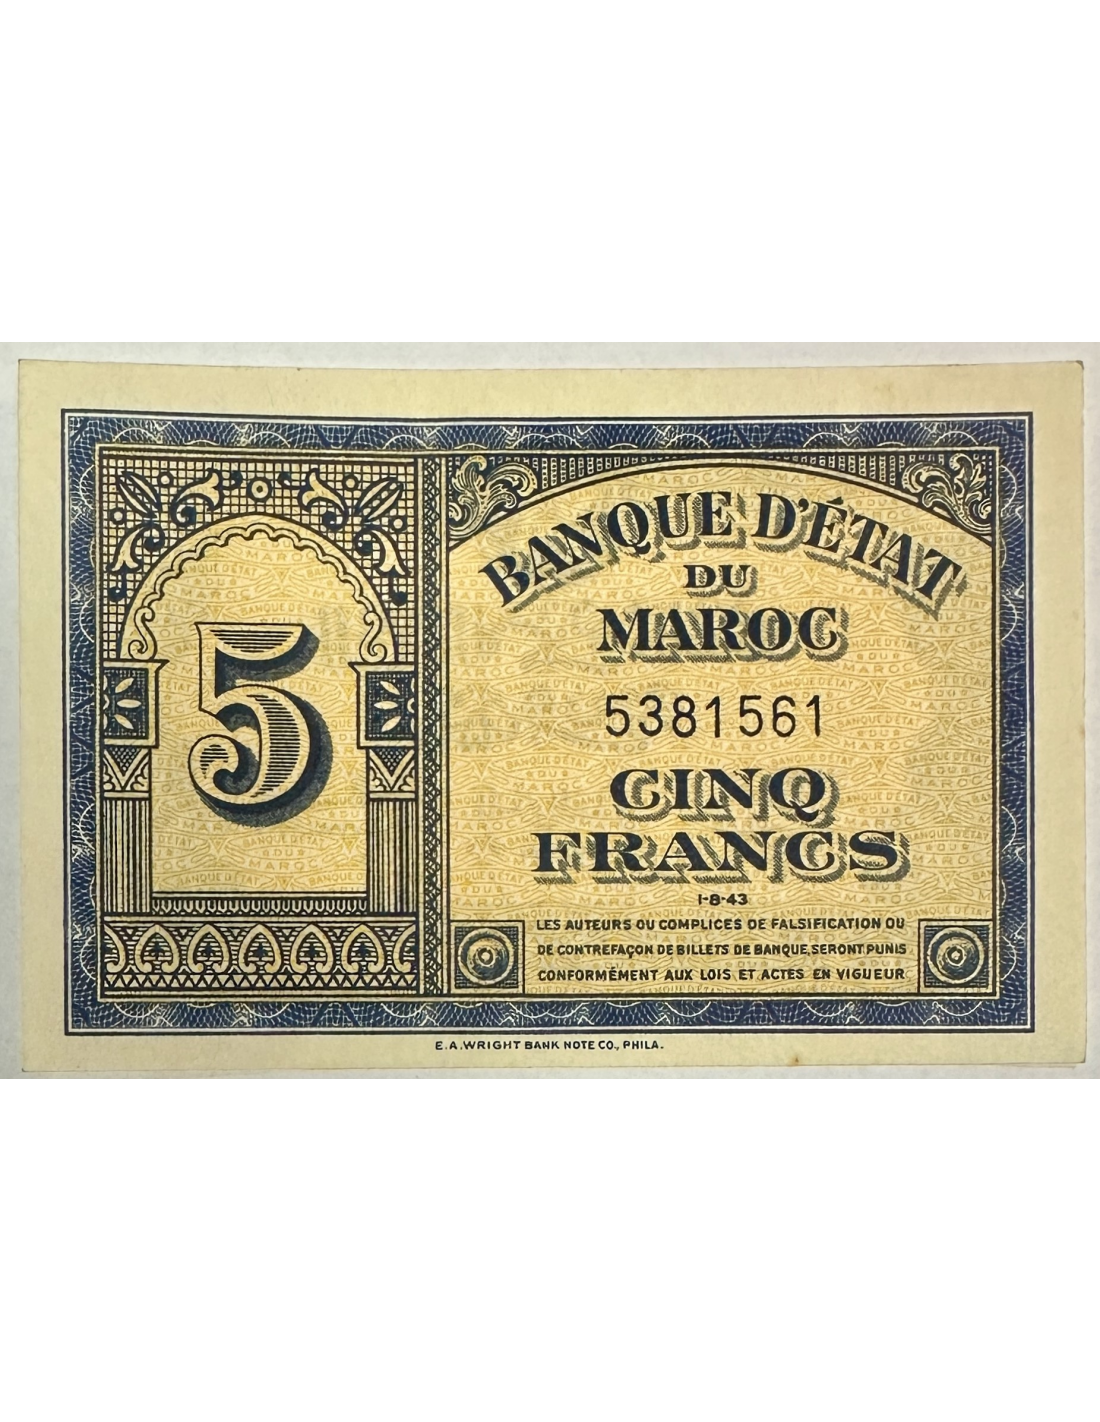 5
BANQUE D'ÉTAT
DU
MAROC
5381561
CINQ
FRANCS
1-8-43
LES AUTEURS OU COMPLICES DE FALSIFICATION OU
DE CONTREFAÇON DE BILLETS DE BANQUE, SERONT PUNIS
CONFORMÉMENT AUX LOIS ET ACTES EN VIGUEUR
E.A.WRIGHT BANK NOTE CO., PHILA.